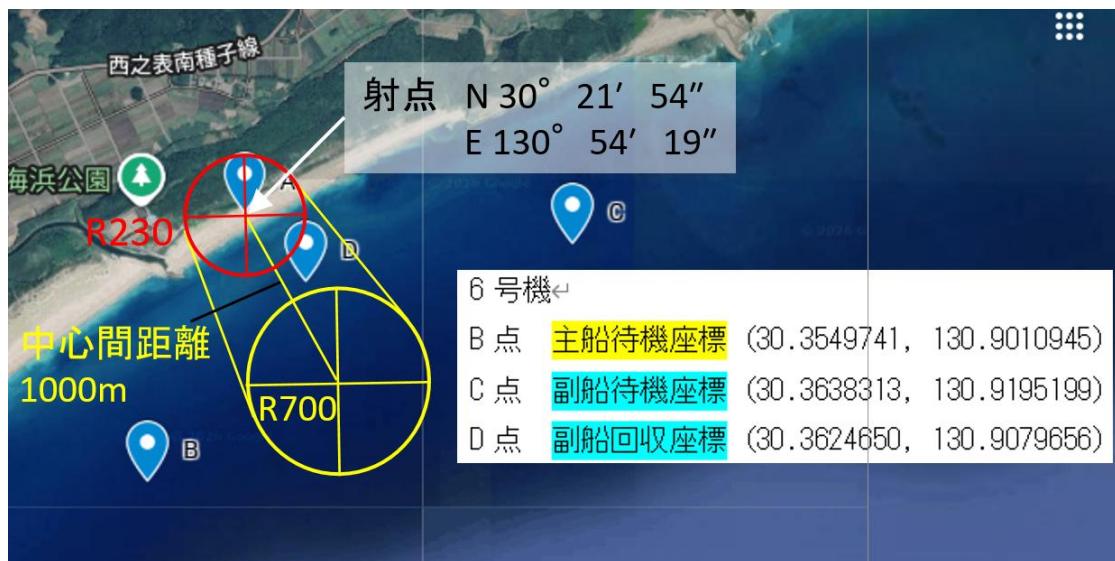 西之表南種子線
射点 N 30° 21′ 54″
E 130° 54′ 19″
海浜公園
A
C
R230
D
6号機↵
B点 主船待機座標 (30.3549741, 130.9010945)
C点 副船待機座標 (30.3638313, 130.9195199)
D点 副船回収座標 (30.3624650, 130.9079656)
中心間距離
1000m
R700
B